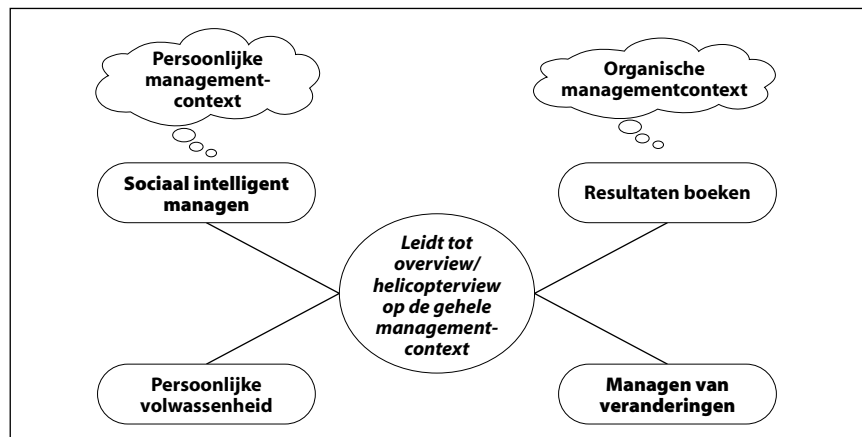 Persoonlijke
management-
context
Organische
managementcontext
Sociaal intelligent
managen
Resultaten boeken
Leidt tot
overview/
helicopterview
op de gehele
management-
context
Persoonlijke
volwassenheid
Managen van
veranderingen